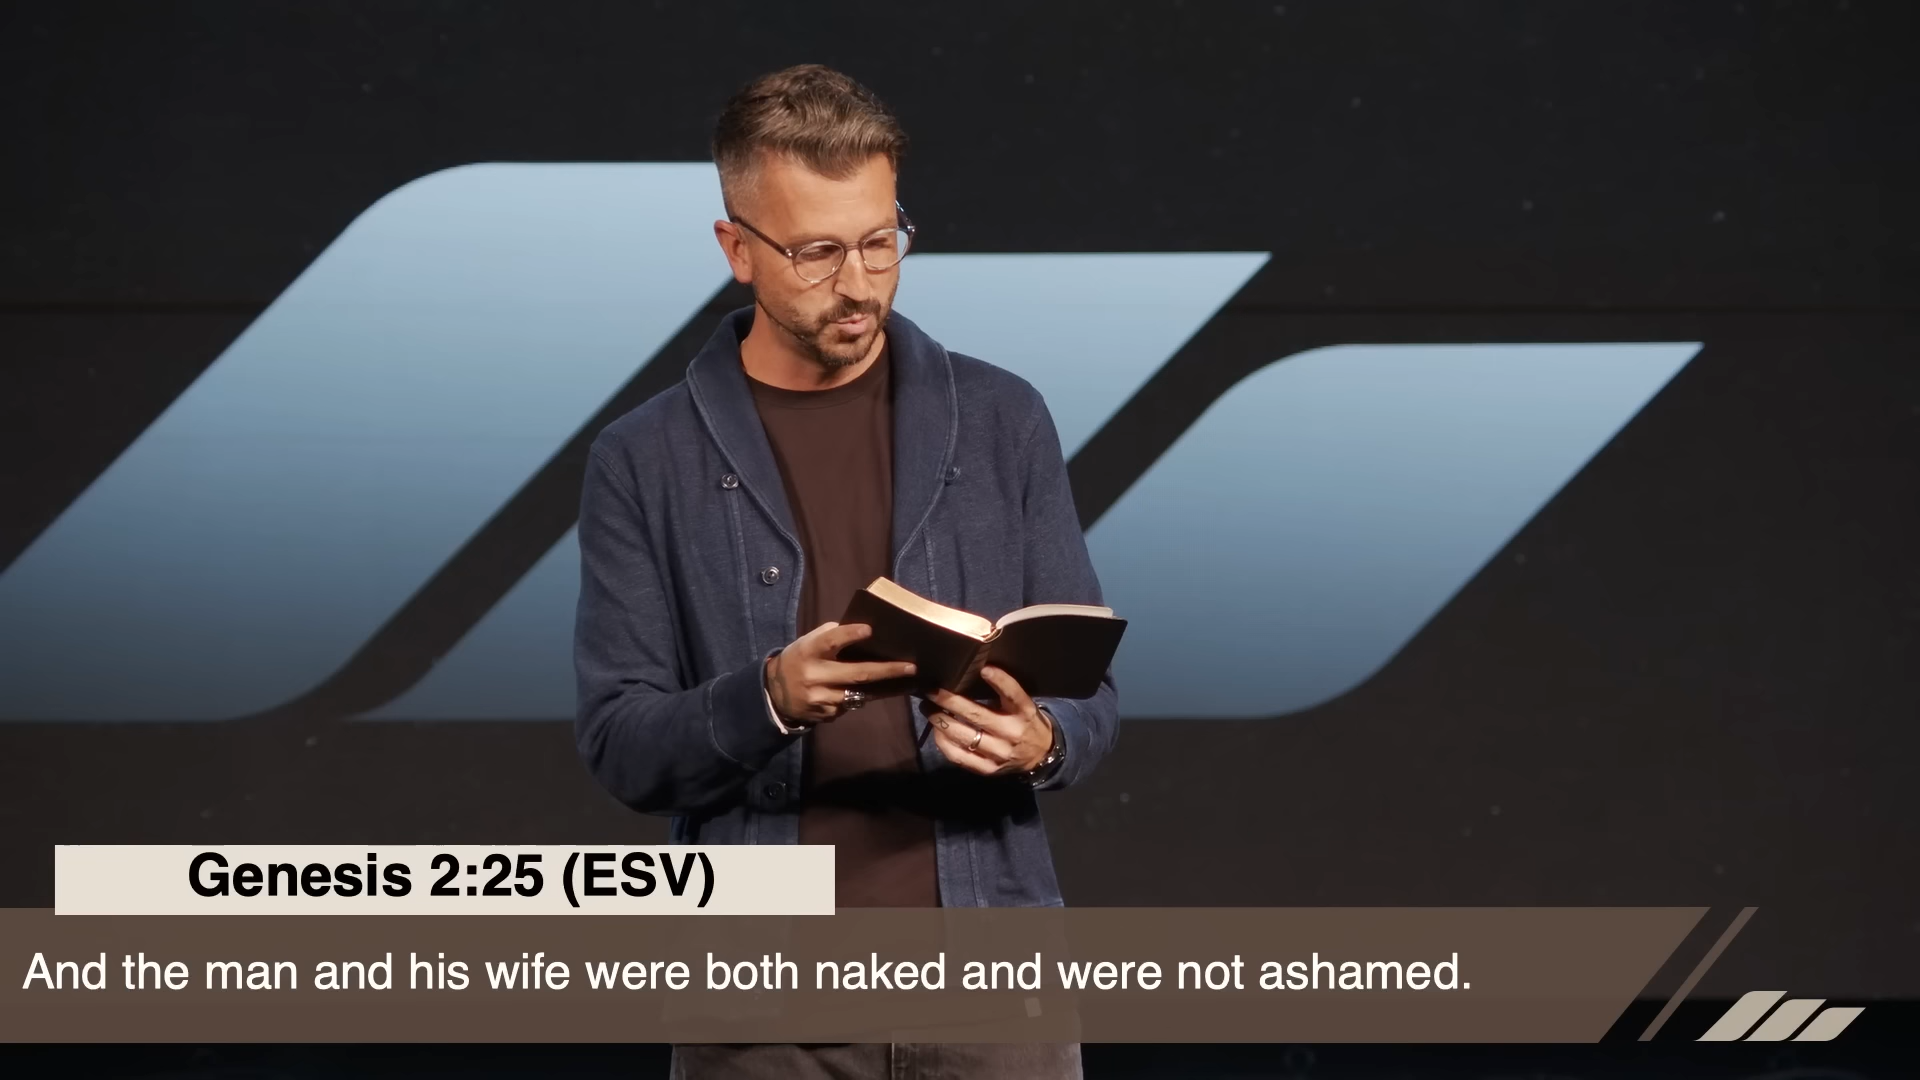 Genesis 2:25 (ESV)
And the man and his wife were both naked and were not ashamed.